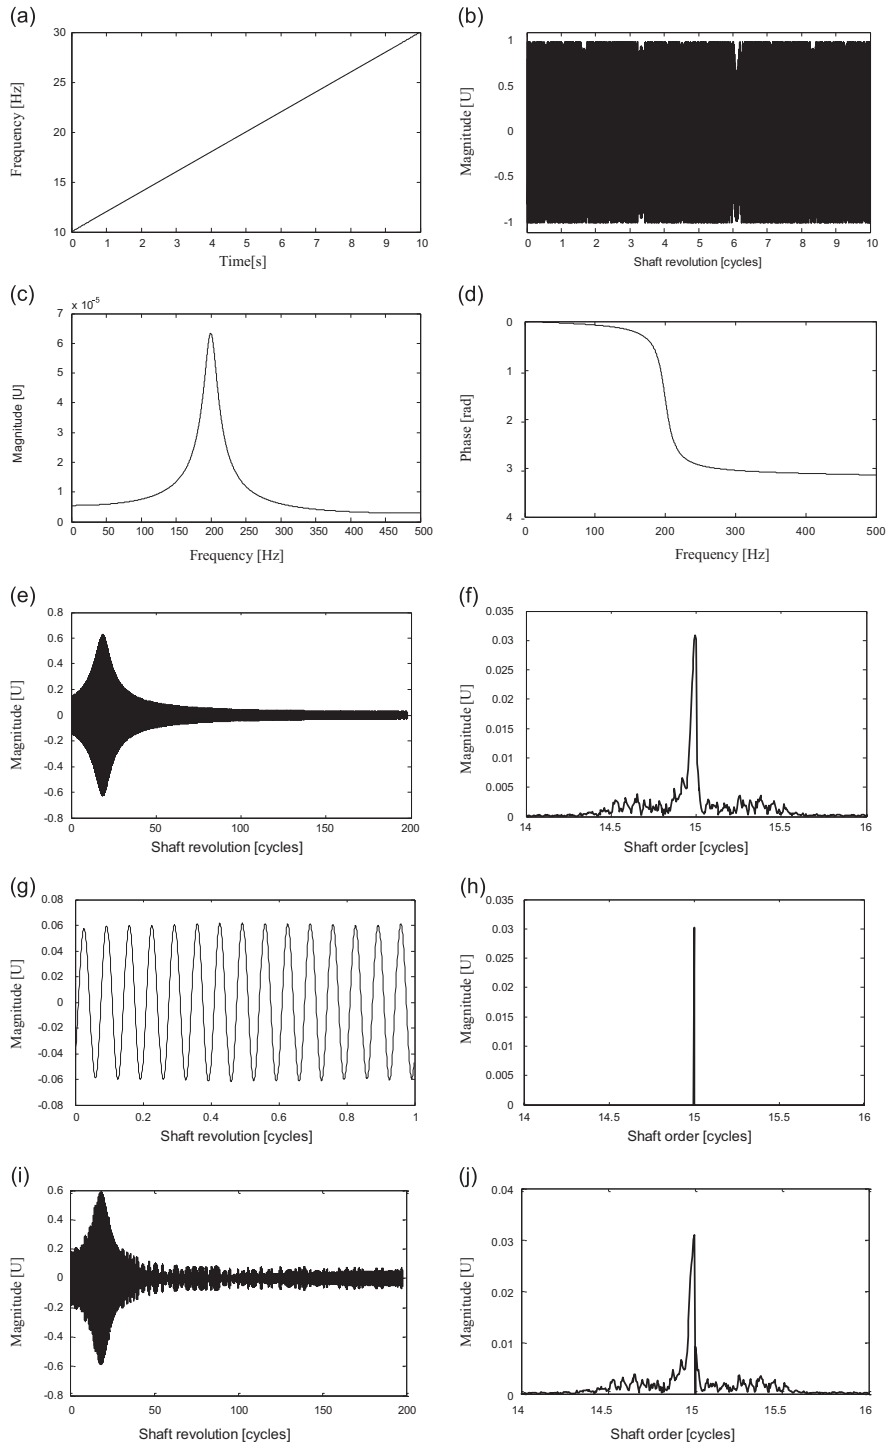 (a)
30
25
20
15
10
Frequency [Hz]
0 1 2 3 4 5 6 7 8 9 10
Time[s]
(b)
1
0.5
0
-0.5
-1
Magnitude [U]
0 1 2 3 4 5 6 7 8 9 10
Shaft revolution [cycles]
(c)
x 10-5
7
6
5
4
3
2
1
0
Magnitude [U]
0 50 100 150 200 250 300 350 400 450 500
Frequency [Hz]
(d)
0
1
2
3
4
Phase [rad]
0 100 200 300 400 500
Frequency [Hz]
(e)
0.8
0.6
0.4
0.2
0
-0.2
-0.4
-0.6
-0.8
Magnitude [U]
0 50 100 150 200
Shaft revolution [cycles]
(f)
0.035
0.03
0.025
0.02
0.015
0.01
0.005
0
Magnitude [U]
14 14.5 15 15.5 16
Shaft order [cycles]
(g)
0.08
0.06
0.04
0.02
0
-0.02
-0.04
-0.06
-0.08
Magnitude [U]
0 0.2 0.4 0.6 0.8 1
Shaft revolution [cycles]
(h)
0.035
0.03
0.025
0.02
0.015
0.01
0.005
0
Magnitude [U]
14 14.5 15 15.5 16
Shaft order [cycles]
(i)
0.6
0.4
0.2
0
-0.2
-0.4
-0.6
-0.8
Magnitude [U]
0 50 100 150 200
Shaft revolution [cycles]
(j)
0.04
0.03
0.02
0.01
0
Magnitude [U]
14 14.5 15 15.5 16
Shaft order [cycles]